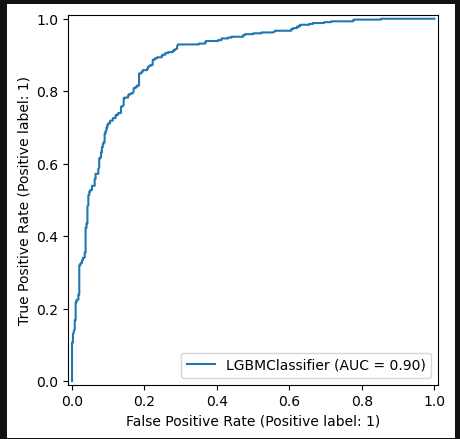 1.0
0.8
0.6
0.4
0.2
0.0
True Positive Rate (Positive label: 1)
LGBMClassifier (AUC = 0.90)
0.0 0.2 0.4 0.6 0.8 1.0
False Positive Rate (Positive label: 1)